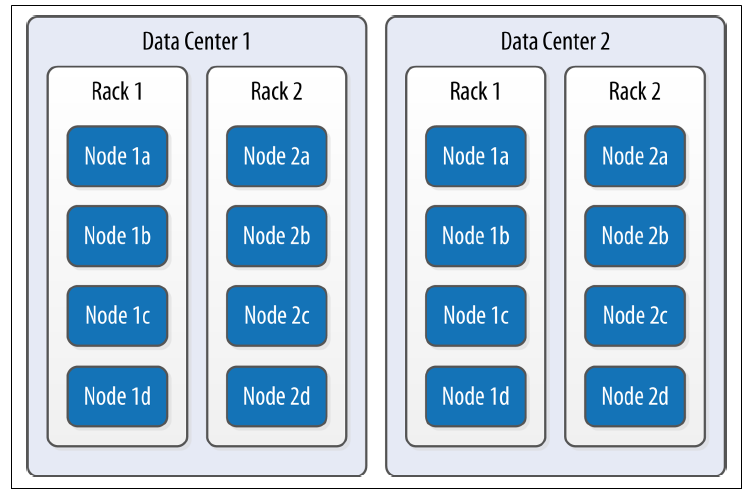 Data Center 1
Rack 1
Node 1a
Node 1b
Node 1c
Node 1d
Rack 2
Node 2a
Node 2b
Node 2c
Node 2d
Data Center 2
Rack 1
Node 1a
Node 1b
Node 1c
Node 1d
Rack 2
Node 2a
Node 2b
Node 2c
Node 2d